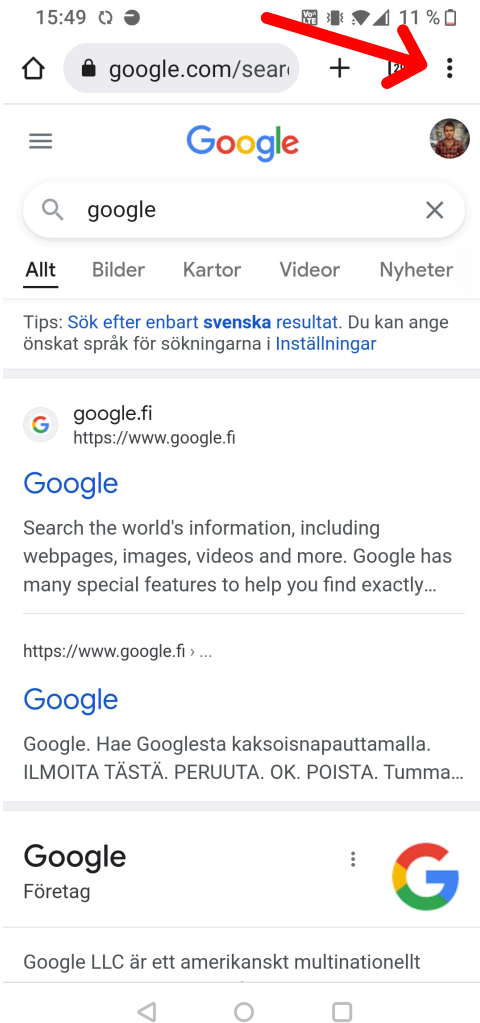 15:49 11 %
google.com/sear
Google
google
Allt Bilder Kartor Videor Nyheter
Tips: Sök efter enbart svenska resultat. Du kan ange
önskat språk för sökningarna i Inställningar
google.fi
https://www.google.fi
Google
Search the world's information, including
webpages, images, videos and more. Google has
many special features to help you find exactly...
https://www.google.fi › ...
Google
Google. Hae Googlesta kaksoisnapauttamalla.
ILMOITA TÄSTÄ. PERUUTA. OK. POISTA. Tumma...
Google
Företag
Google LLC är ett amerikanskt multinationellt